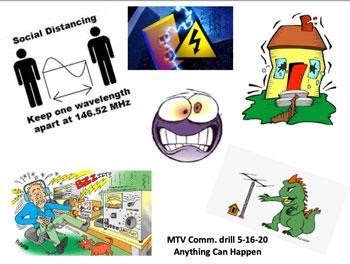 Social Distancing
Keep one wavelength
apart at 146.52 MHz
MTV Comm. drill 5-16-20
Anything Can Happen